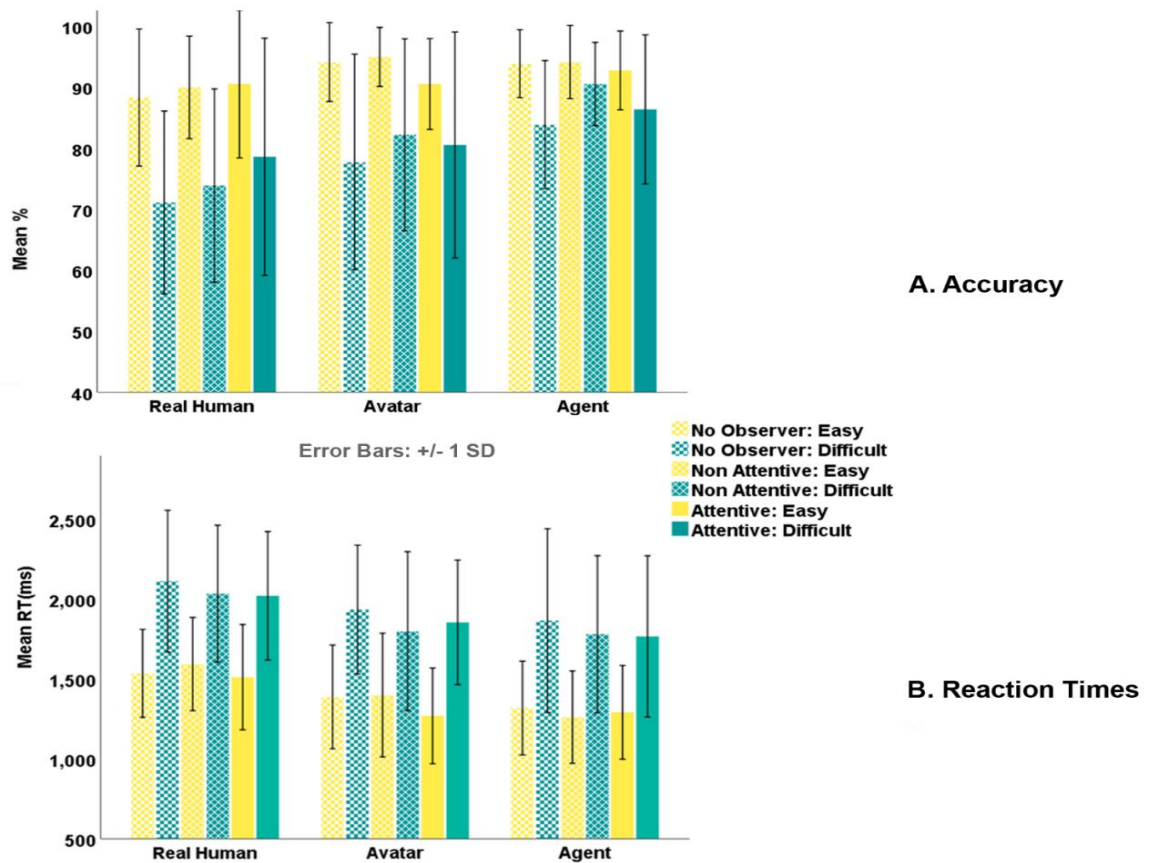 100
90
80
70
60
50
40
Mean %
Real Human Avatar Agent
A. Accuracy
Error Bars: +/- 1 SD
No Observer: Easy
No Observer: Difficult
Non Attentive: Easy
Non Attentive: Difficult
Attentive: Easy
Attentive: Difficult
2,500
2,000
1,500
1,000
500
Mean RT(ms)
Real Human Avatar Agent
B. Reaction Times